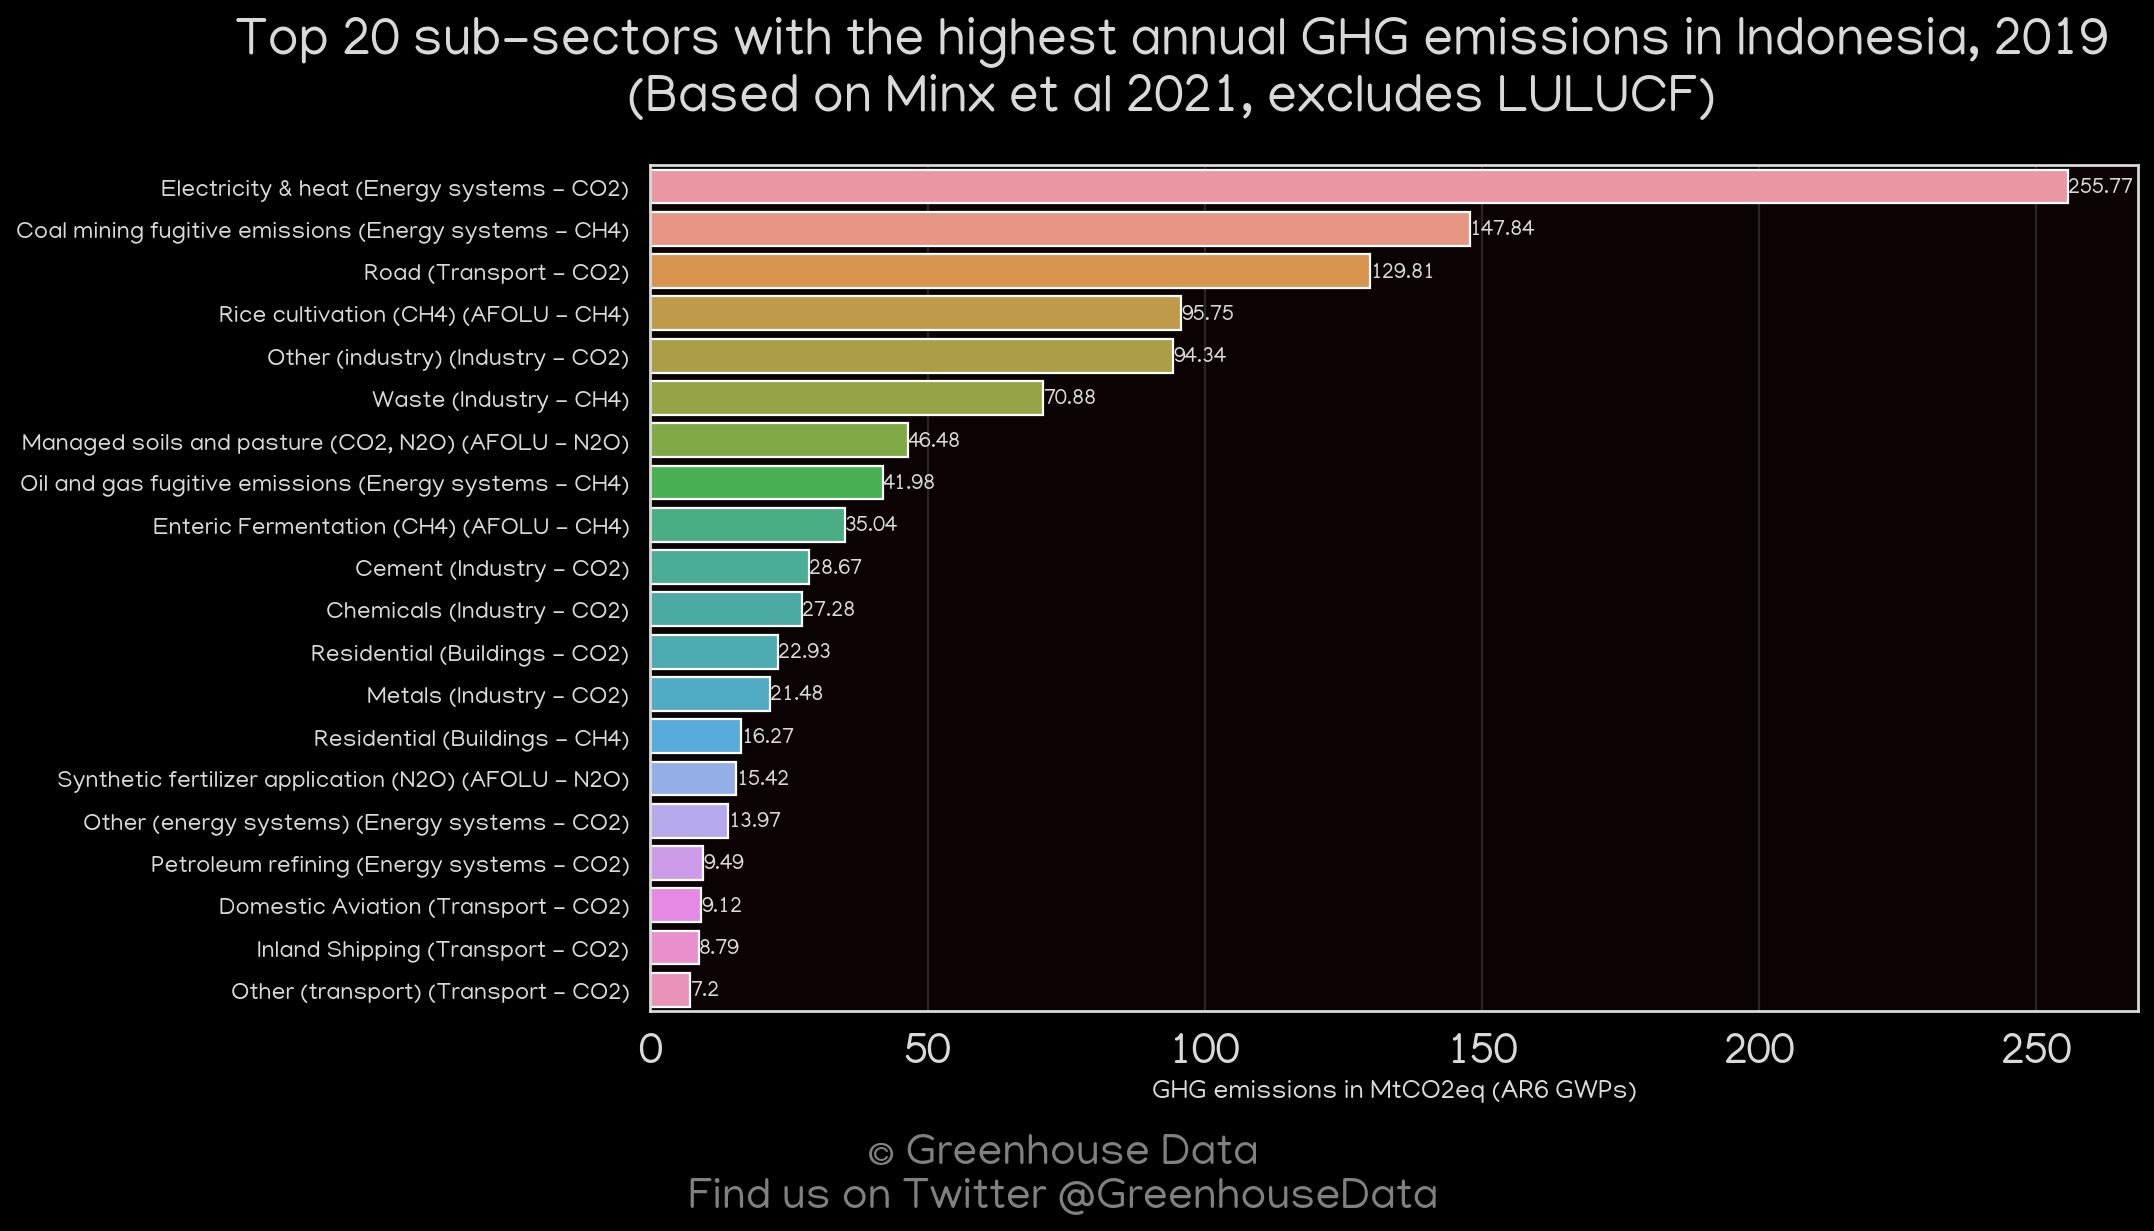 Top 20 sub-sectors with the highest annual GHG emissions in Indonesia, 2019
(Based on Minx et al 2021, excludes LULUCF)
Electricity & heat (Energy systems - CO2) 255.77
Coal mining fugitive emissions (Energy systems - CH4) 147.84
Road (Transport - CO2) 129.81
Rice cultivation (CH4) (AFOLU - CH4) 95.75
Other (industry) (Industry - CO2) 94.34
Waste (Industry - CH4) 70.88
Managed soils and pasture (CO2, N2O) (AFOLU - N2O) 46.48
Oil and gas fugitive emissions (Energy systems - CH4) 41.98
Enteric Fermentation (CH4) (AFOLU - CH4) 35.04
Cement (Industry - CO2) 28.67
Chemicals (Industry - CO2) 27.28
Residential (Buildings - CO2) 22.93
Metals (Industry - CO2) 21.48
Residential (Buildings - CH4) 16.27
Synthetic fertilizer application (N2O) (AFOLU - N2O) 15.42
Other (energy systems) (Energy systems - CO2) 13.97
Petroleum refining (Energy systems - CO2) 9.49
Domestic Aviation (Transport - CO2) 9.12
Inland Shipping (Transport - CO2) 8.79
Other (transport) (Transport - CO2) 7.2
0 50 100 150 200 250
GHG emissions in MtCO2eq (AR6 GWPs)
© Greenhouse Data
Find us on Twitter @GreenhouseData